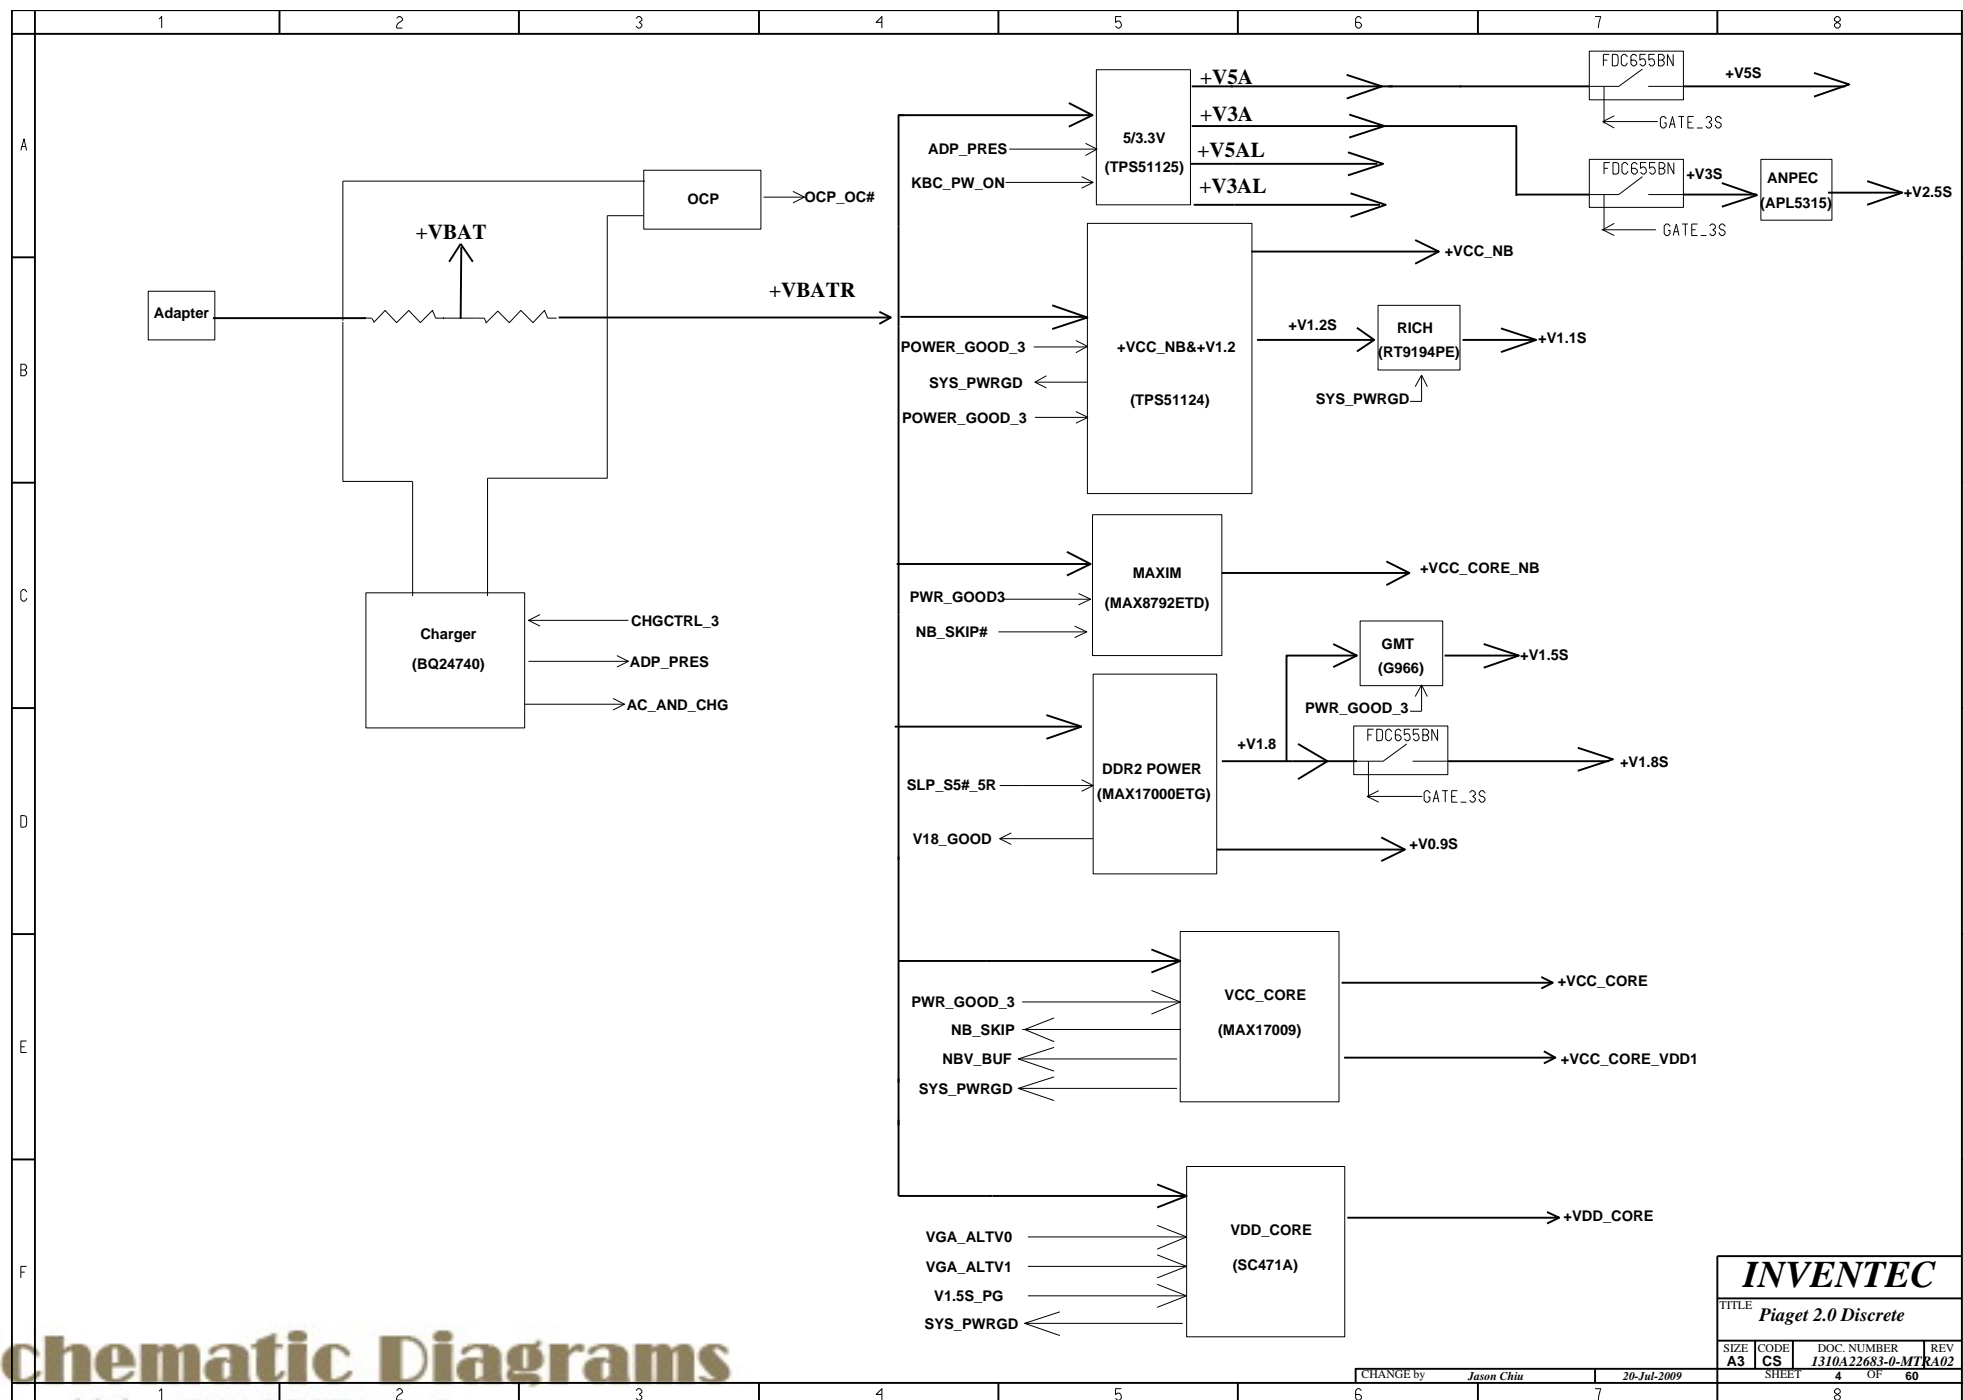 1 2 3 4 5 6 7 8
A
B
C
D
E
F
Adapter
+VBAT
OCP
OCP_OC#
+VBATR
Charger
(BQ24740)
CHGCTRL_3
ADP_PRES
AC_AND_CHG
ADP_PRES
KBC_PW_ON
5/3.3V
(TPS51125)
+V5A
+V3A
+V5AL
+V3AL
FDC655BN
+V5S
GATE_3S
FDC655BN
+V3S
GATE_3S
ANPEC
(APL5315)
+V2.5S
POWER_GOOD_3
SYS_PWRGD
POWER_GOOD_3
+VCC_NB&+V1.2
(TPS51124)
+VCC_NB
+V1.2S
RICH
(RT9194PE)
SYS_PWRGD
+V1.1S
PWR_GOOD3
NB_SKIP#
MAXIM
(MAX8792ETD)
+VCC_CORE_NB
SLP_S5#_5R
V18_GOOD
DDR2 POWER
(MAX17000ETG)
+V1.8
GMT
(G966)
PWR_GOOD_3
+V1.5S
FDC655BN
GATE_3S
+V1.8S
+V0.9S
PWR_GOOD_3
NB_SKIP
NBV_BUF
SYS_PWRGD
VCC_CORE
(MAX17009)
+VCC_CORE
+VCC_CORE_VDD1
VGA_ALTV0
VGA_ALTV1
V1.5S_PG
SYS_PWRGD
VDD_CORE
(SC471A)
+VDD_CORE
INVENTEC
TITLE
Piaget 2.0 Discrete
SIZE CODE DOC. NUMBER REV
A3 CS 1310A22683-0-MTRA02
CHANGE by Jason Chiu 20-Jul-2009 SHEET 4 OF 60
chematic Diagrams
1 2 3 4 5 6 7 8